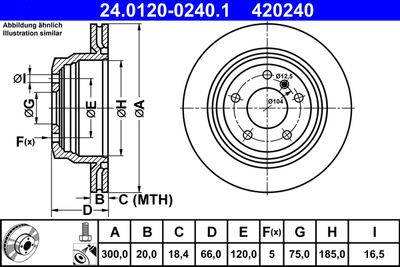 24.0120-0240.1 420240
Abbildung ähnlich
Illustration similar
ØI
ØG
ØE
ØH
ØA
F(x)
B
C (MTH)
D
Ø12,5
Ø104
A B C D E F(x) G H I
300,0 20,0 18,4 66,0 120,0 5 75,0 185,0 16,5